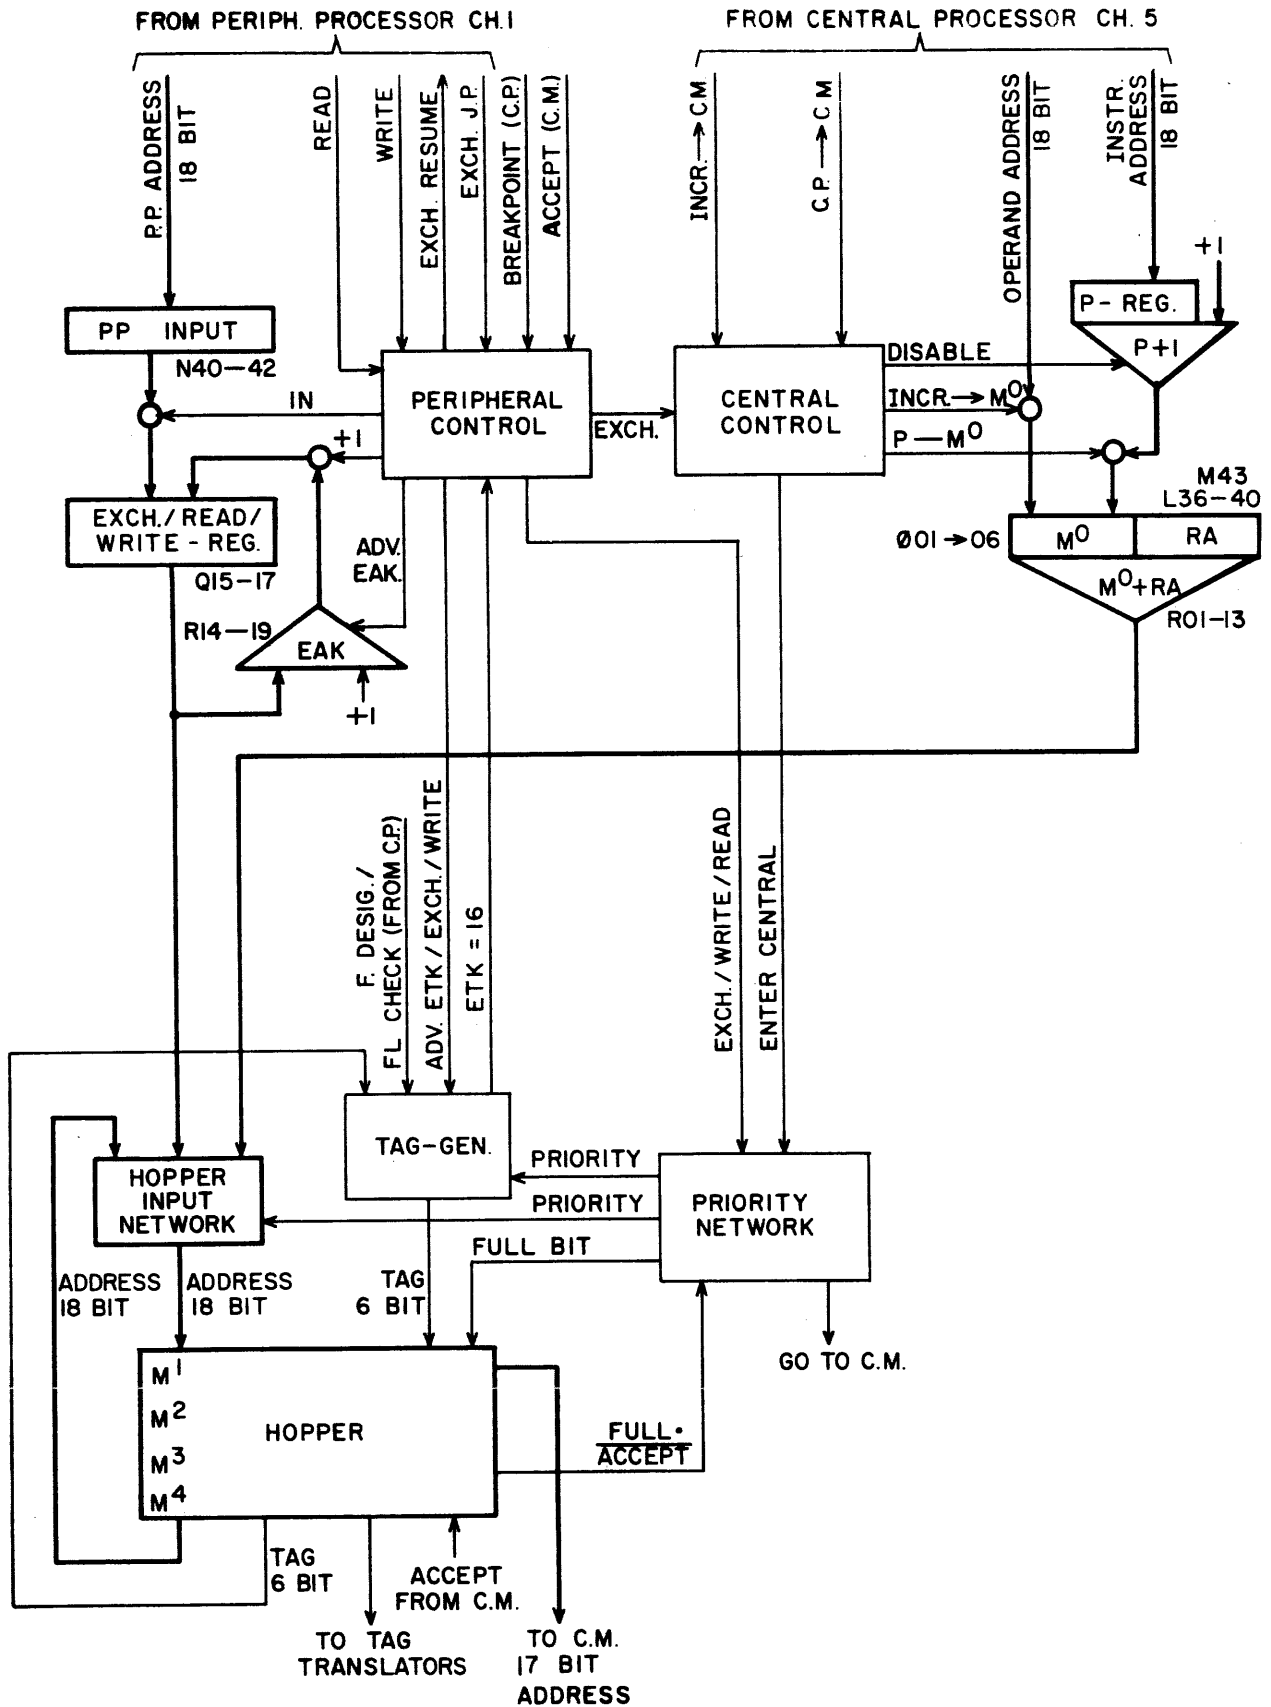 FROM PERIPH. PROCESSOR CH.1
FROM CENTRAL PROCESSOR CH. 5
P.P. ADDRESS
18 BIT
READ
WRITE
EXCH. RESUME
EXCH. J.P.
BREAKPOINT (C.P.)
ACCEPT (C.M.)
INCR.→CM
C.P.→CM
OPERAND ADDRESS
18 BIT
INSTR.
ADDRESS
18 BIT
+1
PP INPUT
N40-42
P- REG.
P+1
IN
+1
PERIPHERAL
CONTROL
EXCH.
CENTRAL
CONTROL
DISABLE
INCR.→M⁰
P—M⁰
M43
L36-40
EXCH./READ/
WRITE-REG.
Q15-17
ADV.
EAK.
Ø01→06
M⁰
RA
M⁰+RA
R01-13
R14-19
EAK
+1
F. DESIG./
FL CHECK (FROM C.P.)
ADV. ETK/EXCH./WRITE
ETK = 16
EXCH./WRITE/READ
ENTER CENTRAL
TAG-GEN.
HOPPER
INPUT
NETWORK
PRIORITY
PRIORITY
PRIORITY
NETWORK
FULL BIT
ADDRESS
18 BIT
ADDRESS
18 BIT
TAG
6 BIT
GO TO C.M.
M¹
M²
M³
M⁴
HOPPER
FULL•
ACCEPT
TAG
6 BIT
ACCEPT
FROM C.M.
TO TAG
TRANSLATORS
TO C.M.
17 BIT
ADDRESS